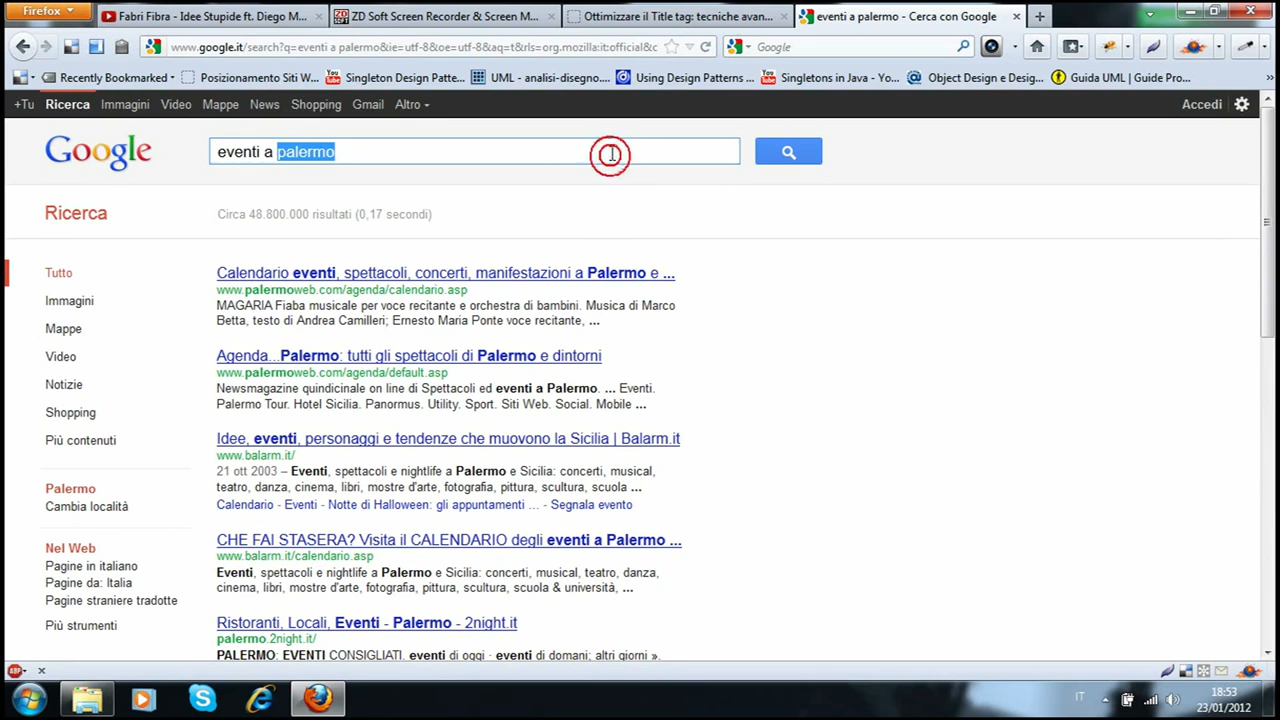 Firefox
Fabri Fibra - Idee Stupide ft. Diego M...
ZD Soft Screen Recorder & Screen M...
Ottimizzare il Title tag: tecniche avan...
eventi a palermo - Cerca con Google
www.google.it/search?q=eventi a palermo&ie=utf-8&oe=utf-8&aq=t&rls=org.mozilla:it:official&c
Google
Recently Bookmarked
Posizionamento Siti W...
Singleton Design Patte...
UML - analisi-disegno....
Using Design Patterns ...
Singletons in Java - Yo...
Object Design e Desig...
Guida UML | Guide Pro...
+Tu Ricerca Immagini Video Mappe News Shopping Gmail Altro
Accedi
Google
eventi a palermo
Ricerca
Circa 48.800.000 risultati (0,17 secondi)
Tutto
Immagini
Mappe
Video
Notizie
Shopping
Più contenuti
Palermo
Cambia località
Nel Web
Pagine in italiano
Pagine da: Italia
Pagine straniere tradotte
Più strumenti
Calendario eventi, spettacoli, concerti, manifestazioni a Palermo e ...
www.palermoweb.com/agenda/calendario.asp
MAGARIA Fiaba musicale per voce recitante e orchestra di bambini. Musica di Marco
Betta, testo di Andrea Camilleri; Ernesto Maria Ponte voce recitante, ...
Agenda...Palermo: tutti gli spettacoli di Palermo e dintorni
www.palermoweb.com/agenda/default.asp
Newsmagazine quindicinale on line di Spettacoli ed eventi a Palermo. ... Eventi.
Palermo Tour. Hotel Sicilia. Panormus. Utility. Sport. Siti Web. Social. Mobile ...
Idee, eventi, personaggi e tendenze che muovono la Sicilia | Balarm.it
www.balarm.it/
21 ott 2003 – Eventi, spettacoli e nightlife a Palermo e Sicilia: concerti, musical,
teatro, danza, cinema, libri, mostre d'arte, fotografia, pittura, scultura, scuola ...
Calendario - Eventi - Notte di Halloween: gli appuntamenti ... - Segnala evento
CHE FAI STASERA? Visita il CALENDARIO degli eventi a Palermo ...
www.balarm.it/calendario.asp
Eventi, spettacoli e nightlife a Palermo e Sicilia: concerti, musical, teatro, danza,
cinema, libri, mostre d'arte, fotografia, pittura, scultura, scuola & università, ...
Ristoranti, Locali, Eventi - Palermo - 2night.it
palermo.2night.it/
PALERMO: EVENTI CONSIGLIATI. eventi di oggi · eventi di domani; altri giorni ».
ABP
IT
18:53
23/01/2012